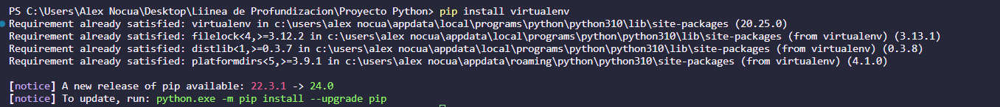 PS C:\Users\Alex Nocua\Desktop\Liinea de Profundizacion\Proyecto Python> pip install virtualenv
Requirement already satisfied: virtualenv in c:\users\alex nocua\appdata\local\programs\python\python310\lib\site-packages (20.25.0)
Requirement already satisfied: filelock<4,>=3.12.2 in c:\users\alex nocua\appdata\local\programs\python\python310\lib\site-packages (from virtualenv) (3.13.1)
Requirement already satisfied: distlib<1,>=0.3.7 in c:\users\alex nocua\appdata\local\programs\python\python310\lib\site-packages (from virtualenv) (0.3.8)
Requirement already satisfied: platformdirs<5,>=3.9.1 in c:\users\alex nocua\appdata\roaming\python\python310\site-packages (from virtualenv) (4.1.0)
[notice] A new release of pip available: 22.3.1 -> 24.0
[notice] To update, run: python.exe -m pip install --upgrade pip